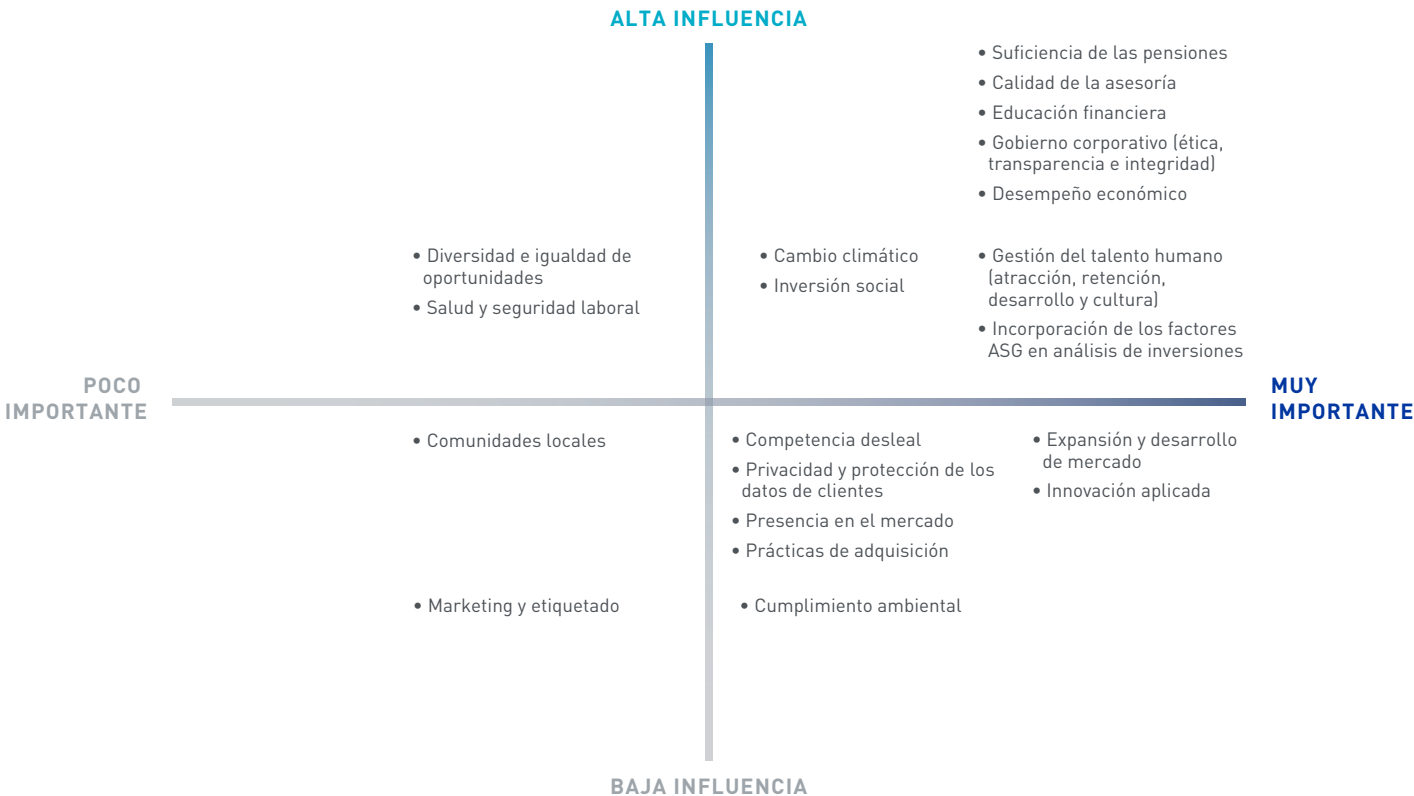 ALTA INFLUENCIA
• Suficiencia de las pensiones
• Calidad de la asesoría
• Educación financiera
• Gobierno corporativo (ética,
transparencia e integridad)
• Desempeño económico
• Diversidad e igualdad de
oportunidades
• Salud y seguridad laboral
• Cambio climático
• Inversión social
• Gestión del talento humano
(atracción, retención,
desarrollo y cultura)
• Incorporación de los factores
ASG en análisis de inversiones
POCO
IMPORTANTE
MUY
IMPORTANTE
• Comunidades locales
• Competencia desleal
• Privacidad y protección de los
datos de clientes
• Presencia en el mercado
• Prácticas de adquisición
• Expansión y desarrollo
de mercado
• Innovación aplicada
• Marketing y etiquetado
• Cumplimiento ambiental
BAJA INFLUENCIA